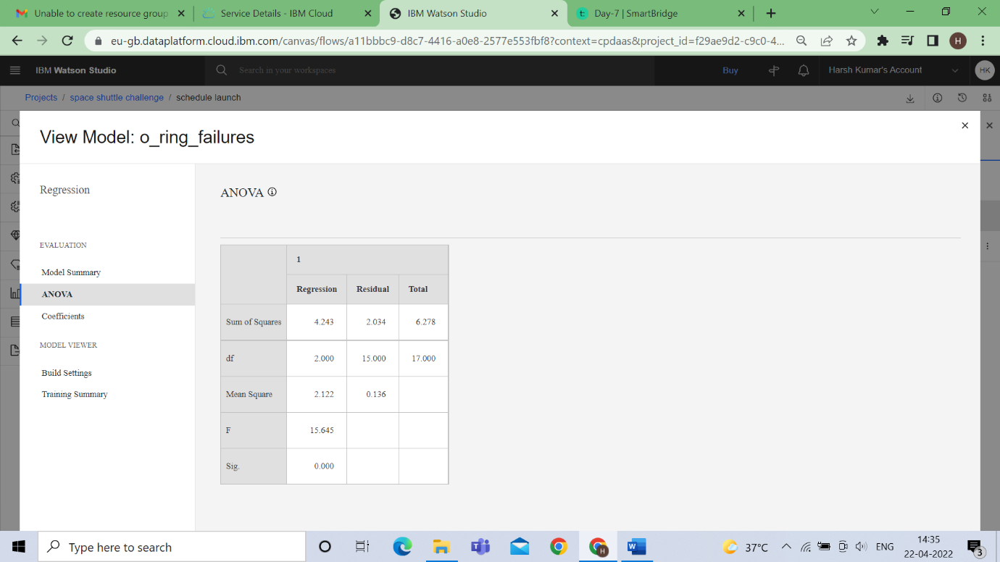 Unable to create resource group
Service Details - IBM Cloud
IBM Watson Studio
t: Day-7 | SmartBridge
eu-gb.dataplatform.cloud.ibm.com/canvas/flows/a11bbbc9-d8c7-4416-a0e8-2577e553fbf8?context=cpdaas&project_id=f29ae9d2-c9c0-4...
H
IBM Watson Studio
Search in your workspaces
Buy
Harsh Kumar's Account
HK
Projects / space shuttle challenge / schedule launch
View Model: o_ring_failures
Regression
EVALUATION
Model Summary
ANOVA
Coefficients
MODEL VIEWER
Build Settings
Training Summary
ANOVA
1
Regression Residual Total
Sum of Squares 4.243 2.034 6.278
df 2.000 15.000 17.000
Mean Square 2.122 0.136
F 15.645
Sig. 0.000
Type here to search
H
W
37°C
ENG
14:35
22-04-2022
3